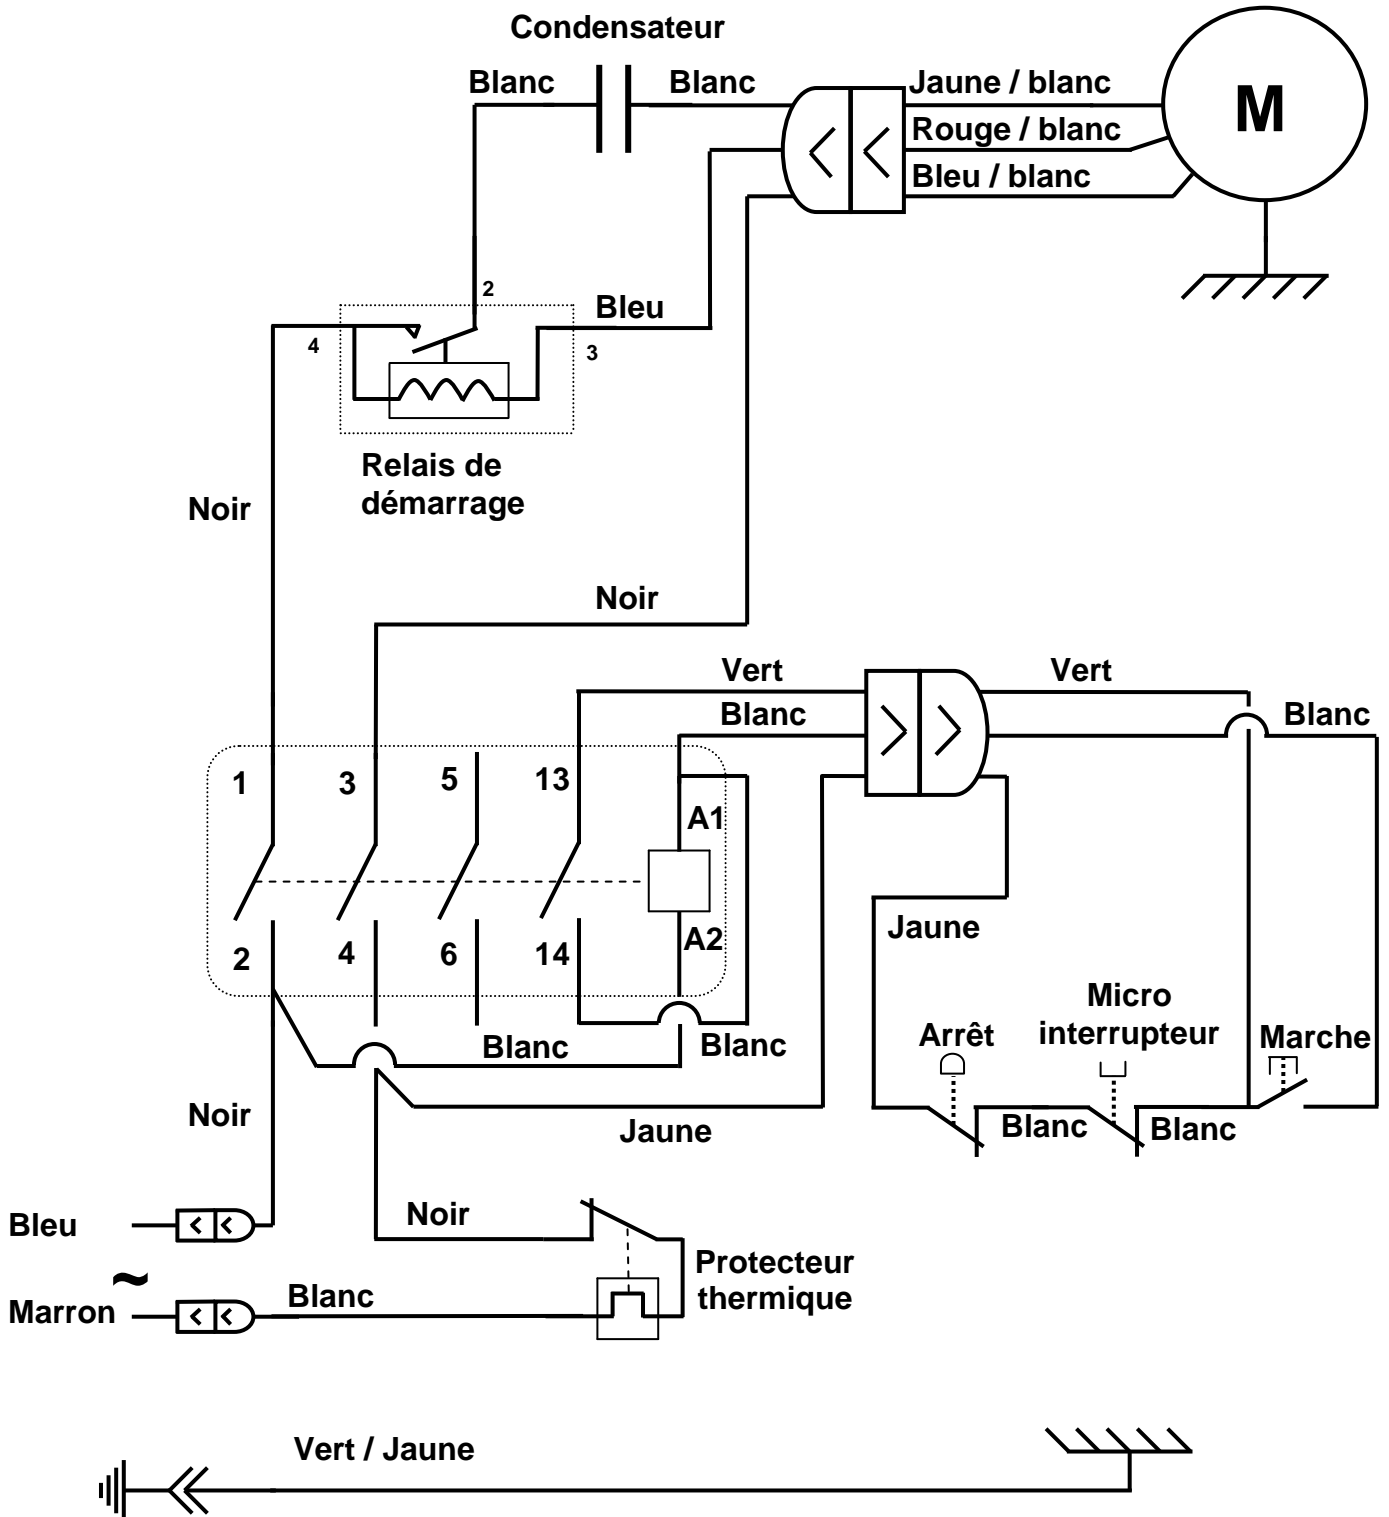 Condensateur
Blanc
Blanc
Jaune / blanc
M
Rouge / blanc
Bleu / blanc
2
Bleu
4
3
Relais de
démarrage
Noir
Noir
Vert
Vert
Blanc
Blanc
1
3
5
13
A1
Jaune
2
4
6
14
A2
Micro
interrupteur
Arrêt
Marche
Blanc
Blanc
Noir
Jaune
Blanc
Blanc
Noir
Bleu
Protecteur
thermique
~
Marron
Blanc
Vert / Jaune